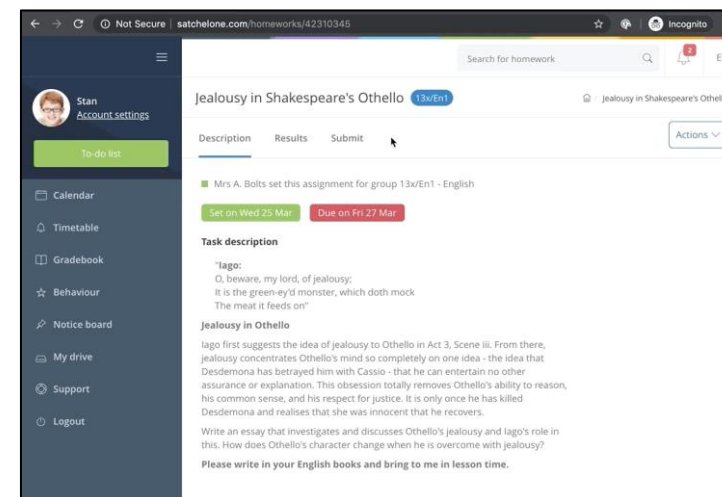 Not Secure | satchelone.com/homeworks/42310345
Incognito
Search for homework
2
E
Stan
Account settings
To-do list
Calendar
Timetable
Gradebook
Behaviour
Notice board
My drive
Support
Logout
Jealousy in Shakespeare's Othello 13x/En1
/ Jealousy in Shakespeare's Othell
Description Results Submit
Actions
Mrs A. Bolts set this assignment for group 13x/En1 - English
Set on Wed 25 Mar Due on Fri 27 Mar
Task description
"Iago:
O, beware, my lord, of jealousy;
It is the green-ey'd monster, which doth mock
The meat it feeds on"
Jealousy in Othello
Iago first suggests the idea of jealousy to Othello in Act 3, Scene iii. From there,
jealousy concentrates Othello's mind so completely on one idea - the idea that
Desdemona has betrayed him with Cassio - that he can entertain no other
assurance or explanation. This obsession totally removes Othello's ability to reason,
his common sense, and his respect for justice. It is only once he has killed
Desdemona and realises that she was innocent that he recovers.
Write an essay that investigates and discusses Othello's jealousy and Iago's role in
this. How does Othello's character change when he is overcome with jealousy?
Please write in your English books and bring to me in lesson time.